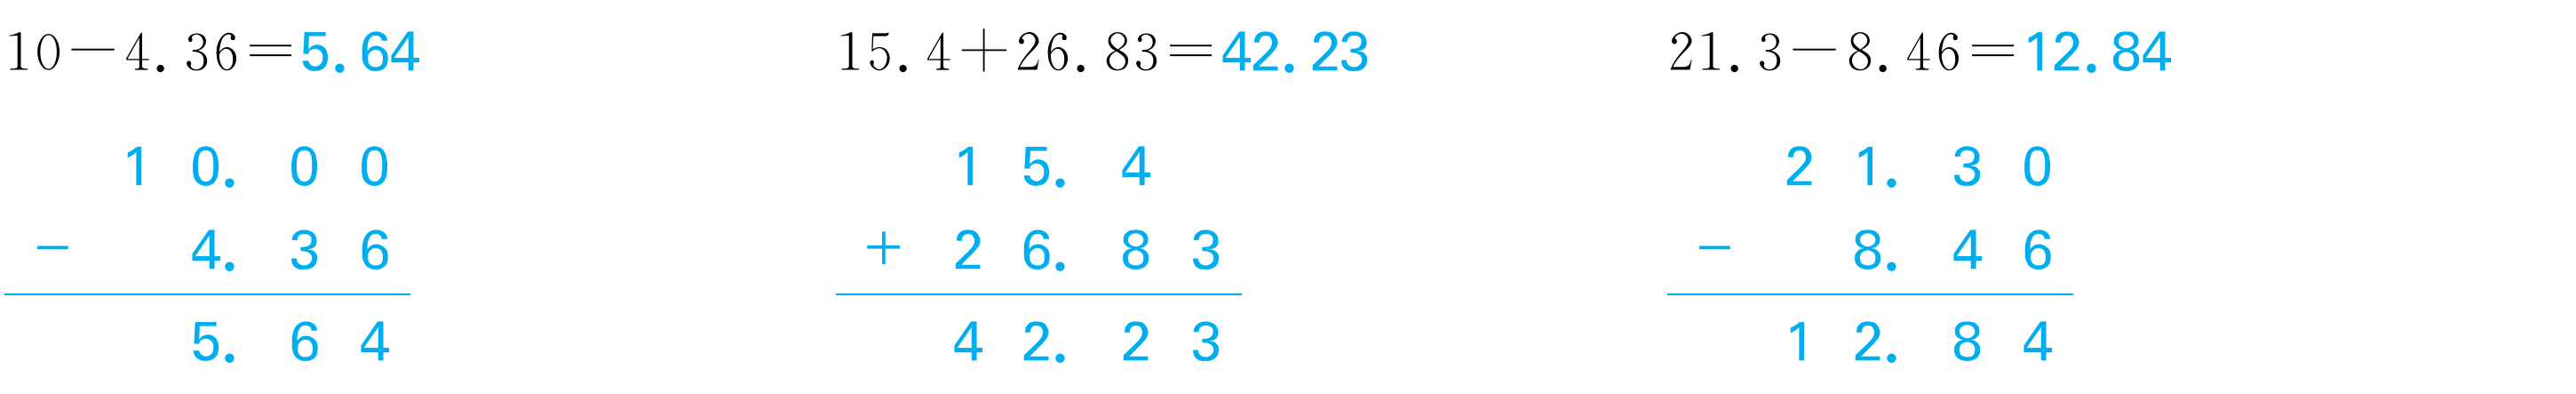 10－4.36＝5.64 15.4＋26.83＝42.23 21.3－8.46＝12.84
1 0. 0 0 1 5. 4 2 1. 3 0
－ 4. 3 6 ＋ 2 6. 8 3 － 8. 4 6
5. 6 4 4 2. 2 3 1 2. 8 4